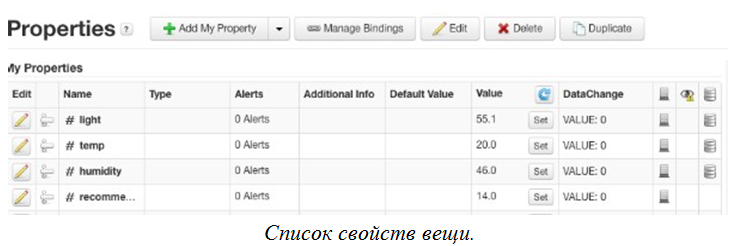 Properties ?
Add My Property Manage Bindings Edit Delete Duplicate
My Properties
Edit Name Type Alerts Additional Info Default Value Value DataChange
# light 0 Alerts 55.1 Set VALUE: 0
# temp 0 Alerts 20.0 Set VALUE: 0
# humidity 0 Alerts 46.0 Set VALUE: 0
# recomme... 0 Alerts 14.0 Set VALUE: 0
Список свойств вещи.